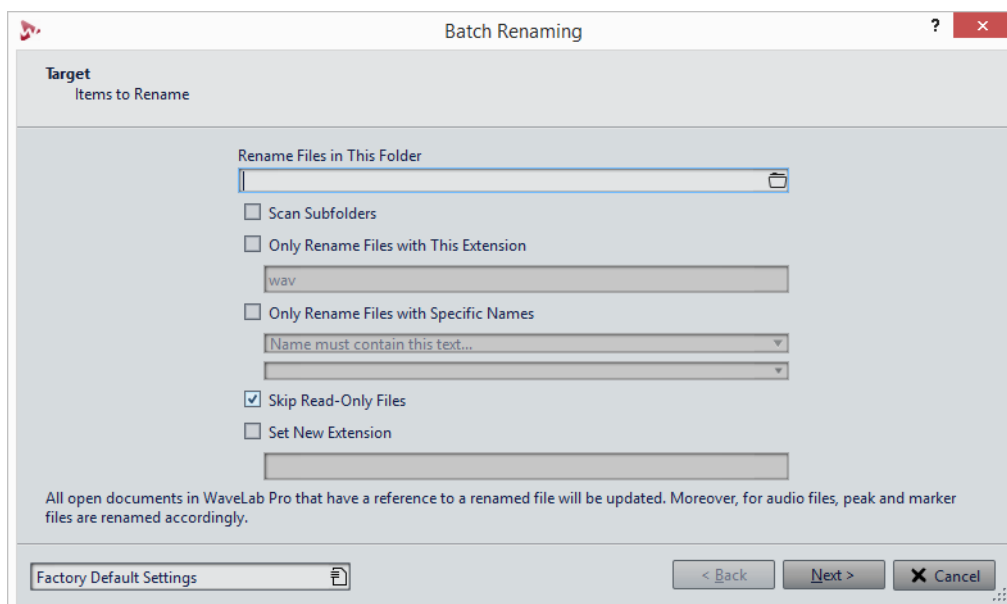 Batch Renaming
?
Target
Items to Rename
Rename Files in This Folder
Scan Subfolders
Only Rename Files with This Extension
wav
Only Rename Files with Specific Names
Name must contain this text...
Skip Read-Only Files
Set New Extension
All open documents in WaveLab Pro that have a reference to a renamed file will be updated. Moreover, for audio files, peak and marker
files are renamed accordingly.
Factory Default Settings
< Back
Next >
Cancel